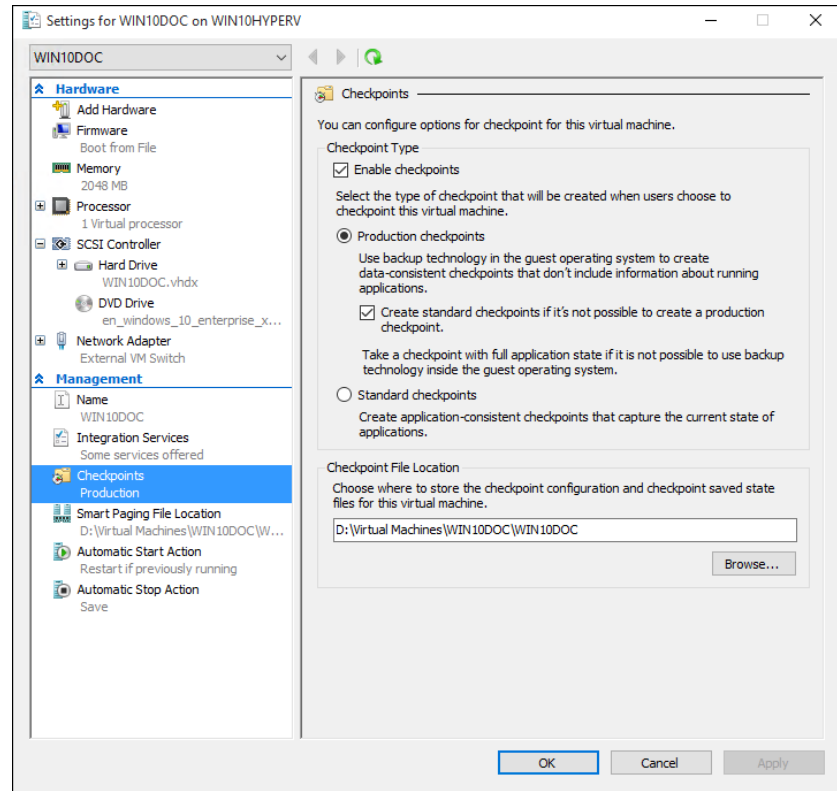 Settings for WIN10DOC on WIN10HYPERV
WIN10DOC
Hardware
Add Hardware
Firmware
Boot from File
Memory
2048 MB
Processor
1 Virtual processor
SCSI Controller
Hard Drive
WIN10DOC.vhdx
DVD Drive
en_windows_10_enterprise_x...
Network Adapter
External VM Switch
Management
Name
WIN10DOC
Integration Services
Some services offered
Checkpoints
Production
Smart Paging File Location
D:\Virtual Machines\WIN10DOC\W...
Automatic Start Action
Restart if previously running
Automatic Stop Action
Save
Checkpoints
You can configure options for checkpoint for this virtual machine.
Checkpoint Type
Enable checkpoints
Select the type of checkpoint that will be created when users choose to
checkpoint this virtual machine.
Production checkpoints
Use backup technology in the guest operating system to create
data-consistent checkpoints that don't include information about running
applications.
Create standard checkpoints if it's not possible to create a production
checkpoint.
Take a checkpoint with full application state if it is not possible to use backup
technology inside the guest operating system.
Standard checkpoints
Create application-consistent checkpoints that capture the current state of
applications.
Checkpoint File Location
Choose where to store the checkpoint configuration and checkpoint saved state
files for this virtual machine.
D:\Virtual Machines\WIN10DOC\WIN10DOC
Browse...
OK
Cancel
Apply